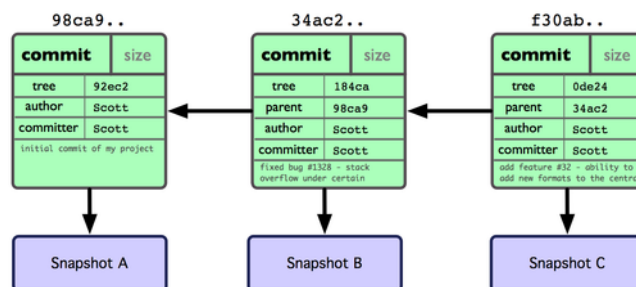 98ca9..
34ac2..
f30ab..
commit size
tree 92ec2
author Scott
committer Scott
initial commit of my project
commit size
tree 184ca
parent 98ca9
author Scott
committer Scott
fixed bug #1328 - stack
overflow under certain
commit size
tree 0de24
parent 34ac2
author Scott
committer Scott
add feature #32 - ability to
add new formats to the
Snapshot A
Snapshot B
Snapshot C